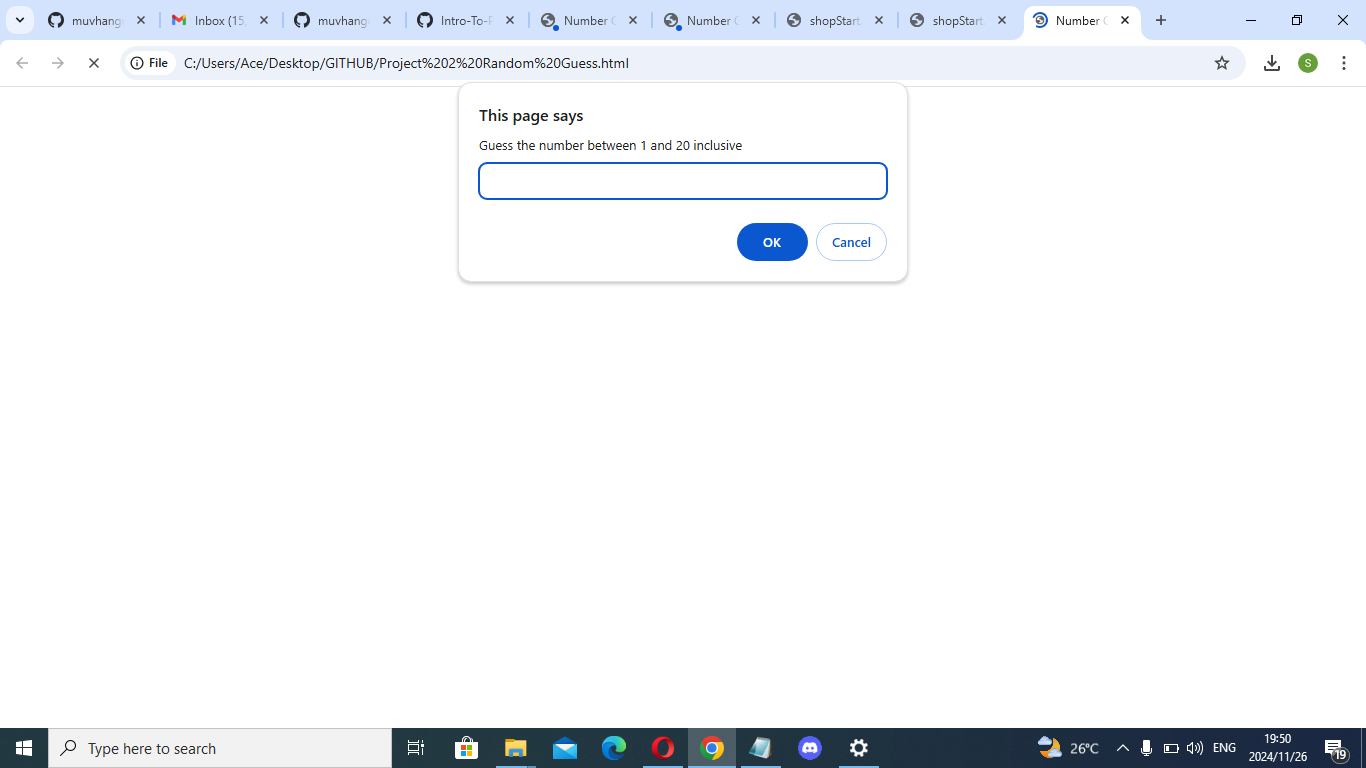 muvhang
Inbox (15,
muvhang
Intro-To-P
Number G
Number G
shopStart
shopStart
Number G
File
C:/Users/Ace/Desktop/GITHUB/Project%202%20Random%20Guess.html
S
This page says
Guess the number between 1 and 20 inclusive
OK
Cancel
Type here to search
26°C
ENG
19:50
2024/11/26
19